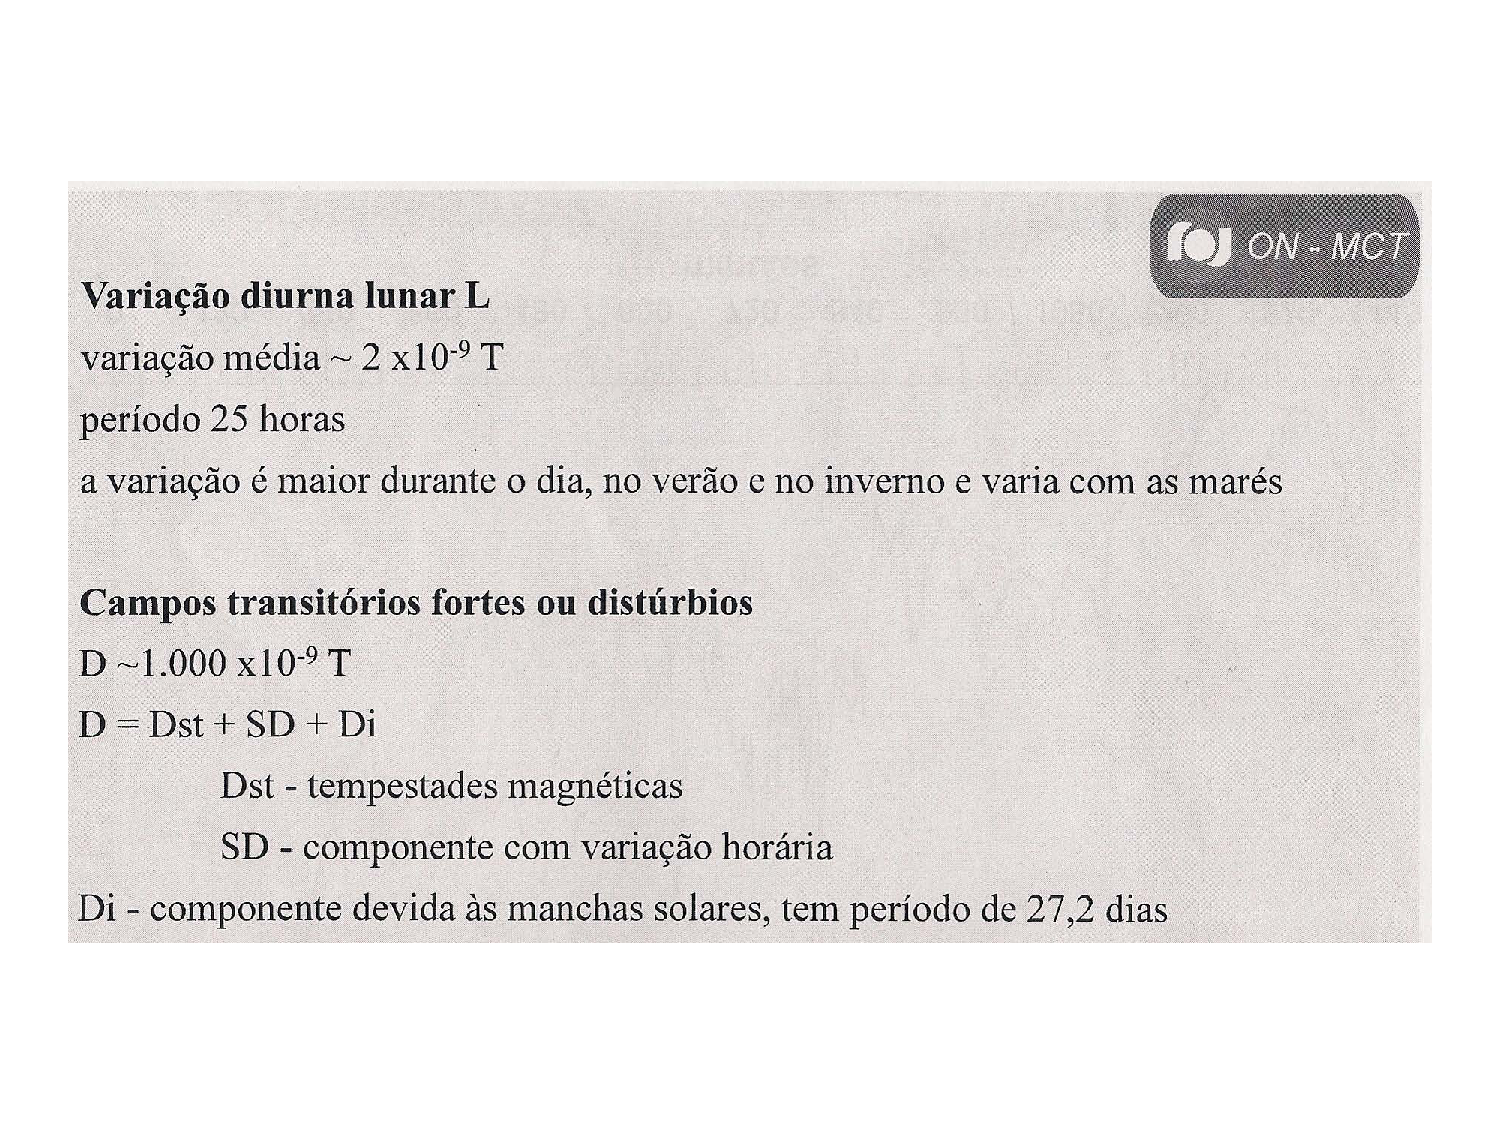 ON - MCT
Variação diurna lunar L
variação média ~ 2 x10⁻⁹ T
período 25 horas
a variação é maior durante o dia, no verão e no inverno e varia com as marés
Campos transitórios fortes ou distúrbios
D ~1.000 x10⁻⁹ T
D = Dst + SD + Di
Dst - tempestades magnéticas
SD - componente com variação horária
Di - componente devida às manchas solares, tem período de 27,2 dias